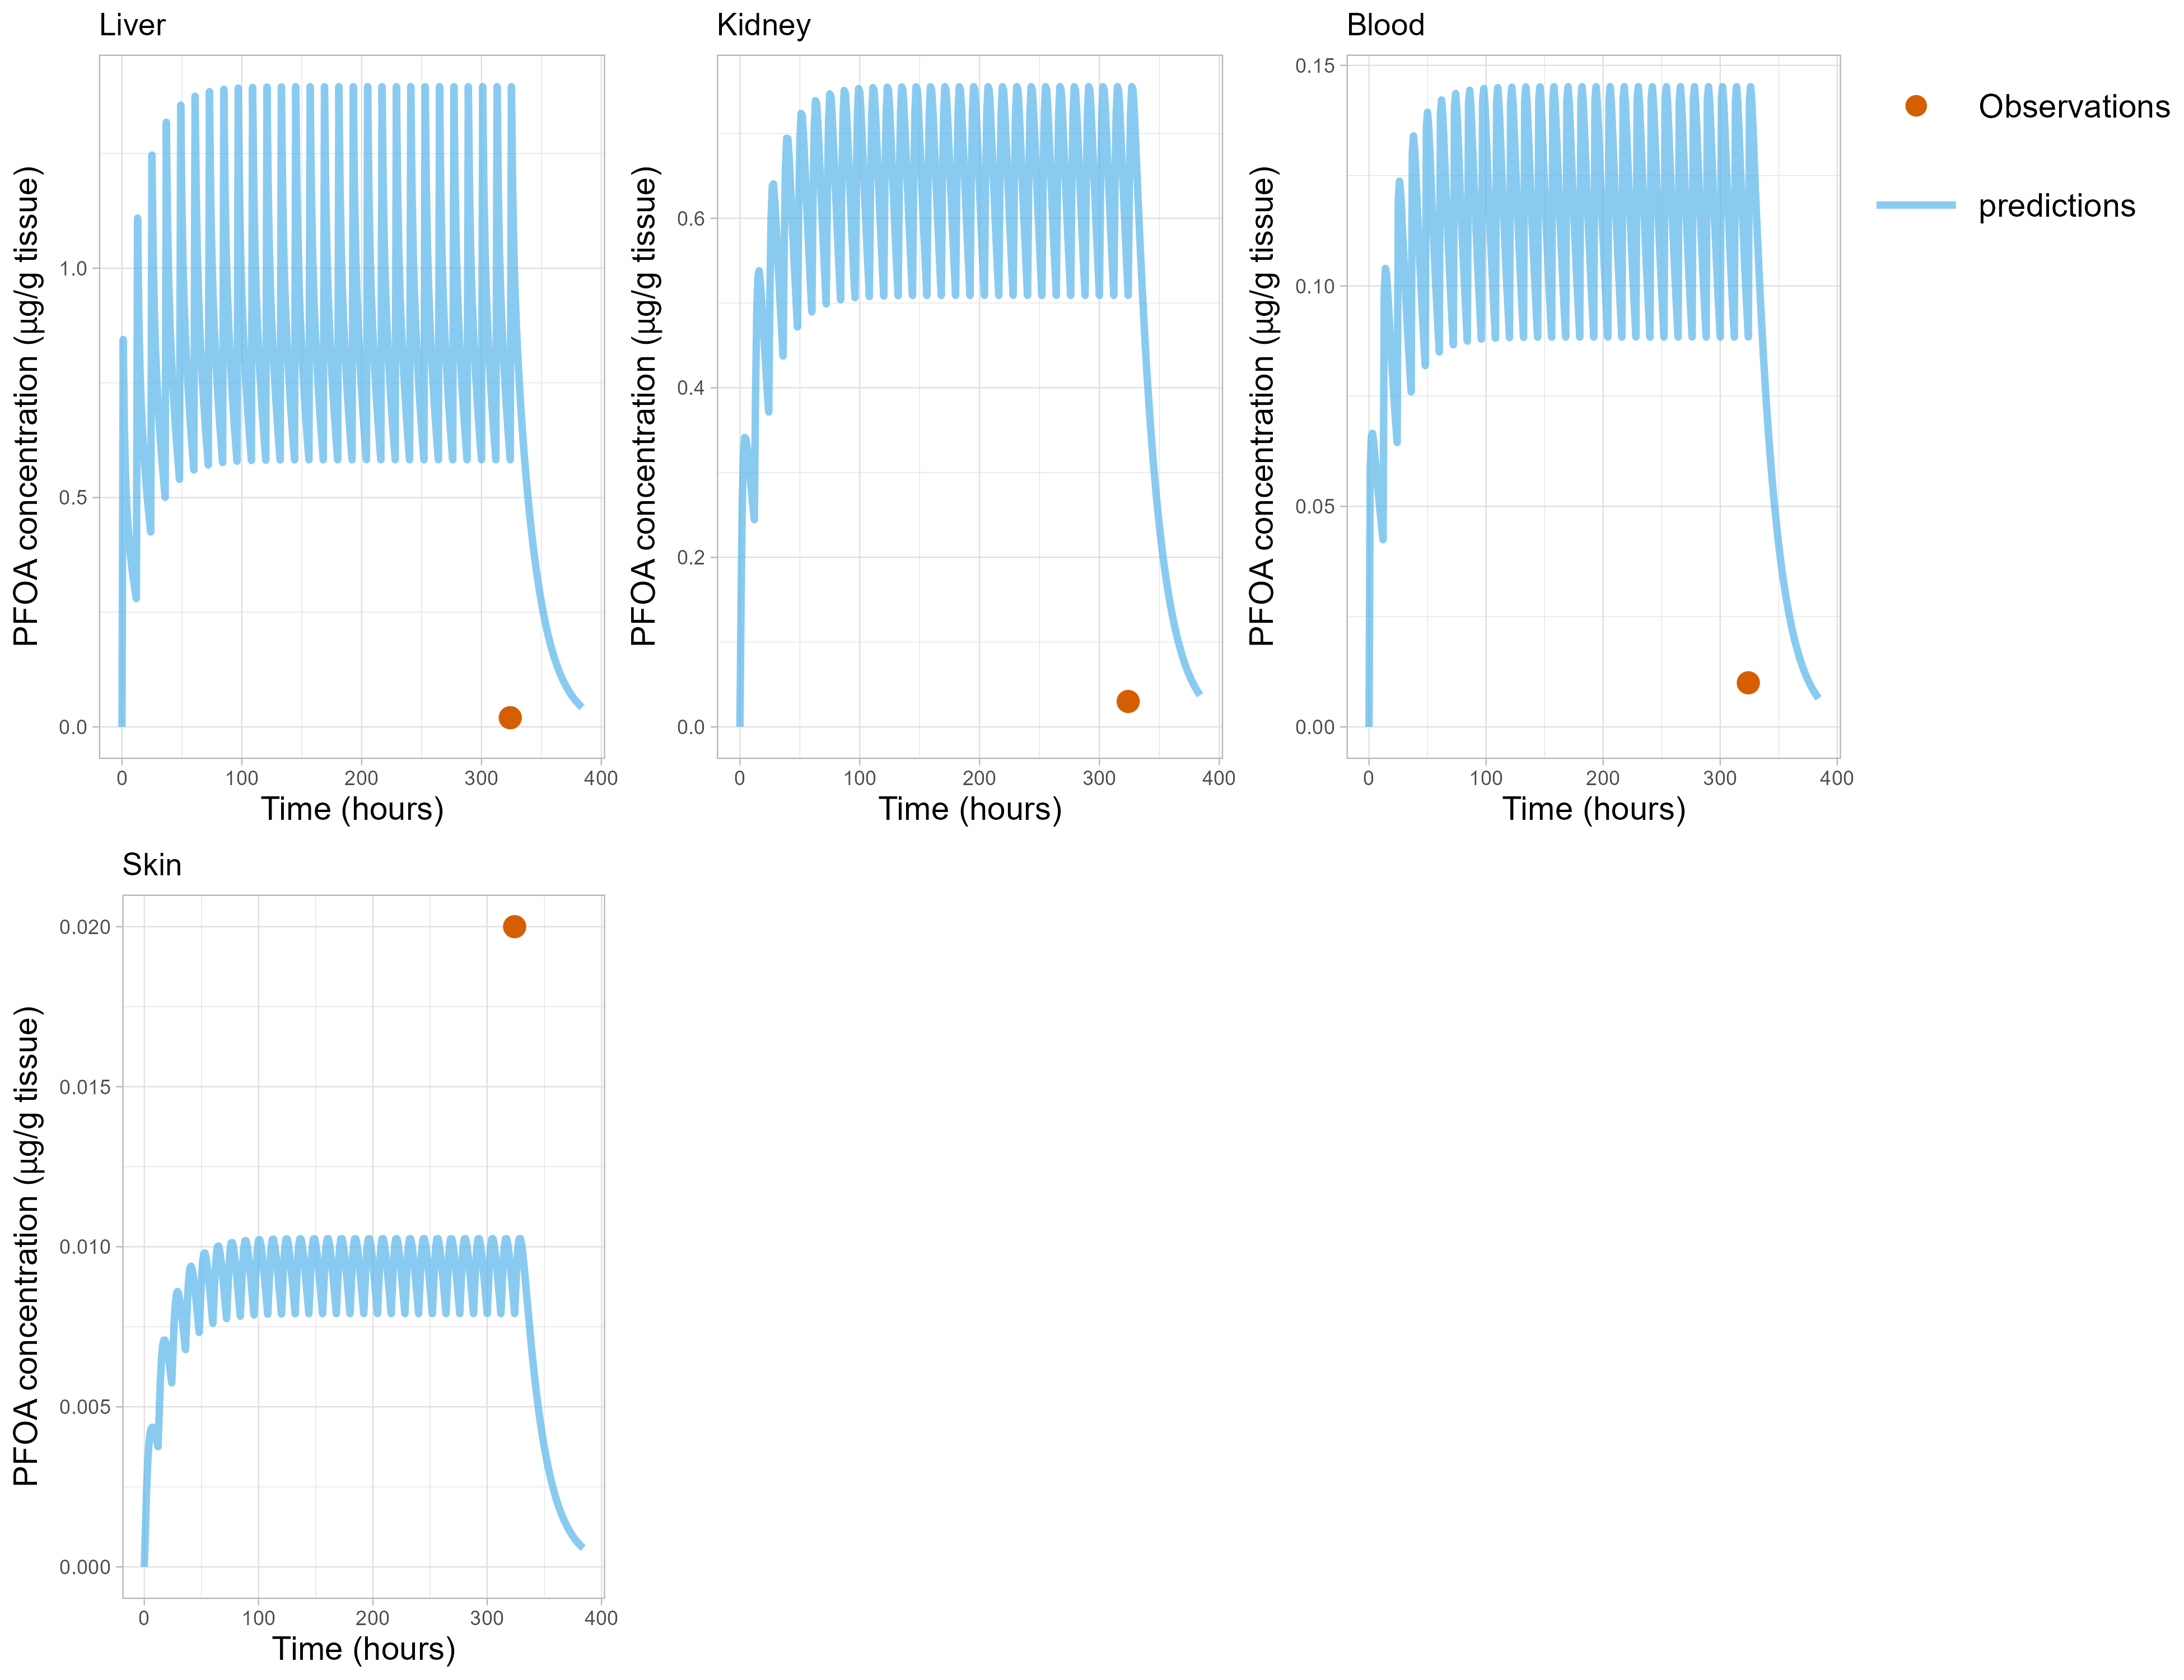 Liver
PFOA concentration (µg/g tissue)
1.0
0.5
0.0
0 100 200 300 400
Time (hours)
Kidney
PFOA concentration (µg/g tissue)
0.6
0.4
0.2
0.0
0 100 200 300 400
Time (hours)
Blood
PFOA concentration (µg/g tissue)
0.15
0.10
0.05
0.00
0 100 200 300 400
Time (hours)
Observations
predictions
Skin
PFOA concentration (µg/g tissue)
0.020
0.015
0.010
0.005
0.000
0 100 200 300 400
Time (hours)